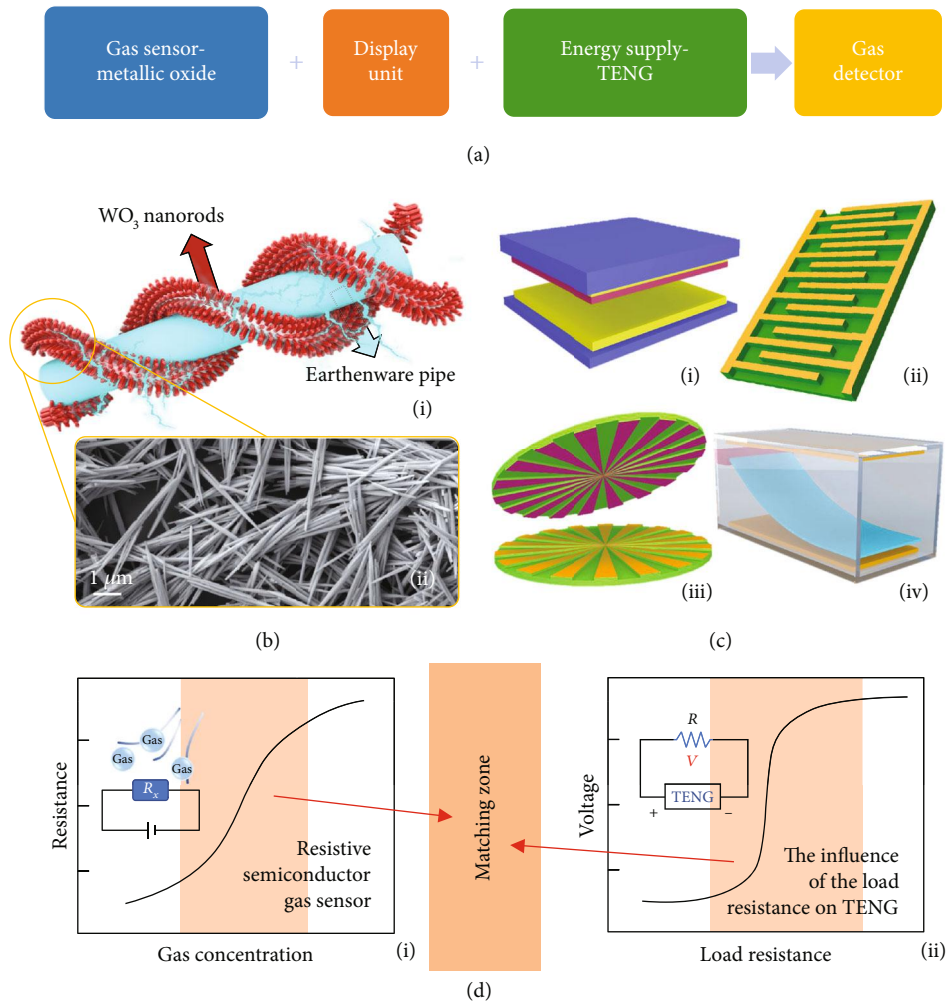 Gas sensor-
metallic oxide
+
Display
unit
+
Energy supply-
TENG
Gas
detector
(a)
WO₃ nanorods
Earthenware pipe
(i)
1 μm
(ii)
(b)
(i)
(ii)
(iii)
(iv)
(c)
Resistance
Gas
Gas
Gas
Rₓ
Resistive
semiconductor
gas sensor
Gas concentration
(i)
Matching zone
Voltage
R
V
TENG
+
−
The influence
of the load
resistance on TENG
Load resistance
(ii)
(d)